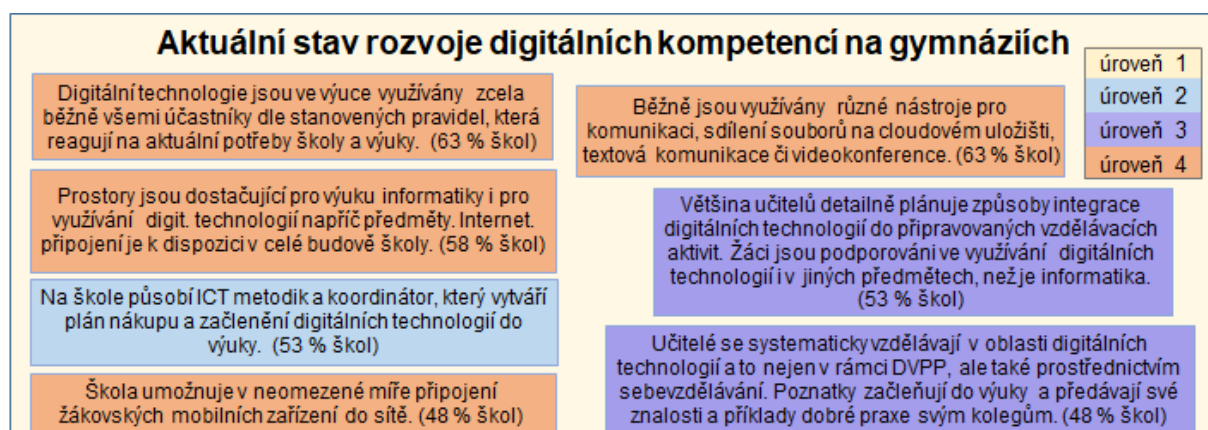 Aktuální stav rozvoje digitálních kompetencí na gymnáziích
úroveň 1
úroveň 2
úroveň 3
úroveň 4
Digitální technologie jsou ve výuce využívány zcela
běžně všemi účastníky dle stanovených pravidel, která
reagují na aktuální potřeby školy a výuky. (63 % škol)
Prostory jsou dostačující pro výuku informatiky i pro
využívání digit. technologií napříč předměty. Internet.
připojení je k dispozici v celé budově školy. (58 % škol)
Na škole působí ICT metodik a koordinátor, který vytváří
plán nákupu a začlenění digitálních technologií do
výuky. (53 % škol)
Škola umožnuje v neomezené míře připojení
žákovských mobilních zařízení do sítě. (48 % škol)
Běžně jsou využívány různé nástroje pro
komunikaci, sdílení souborů na cloudovém uložišti,
textová komunikace či videokonference. (63 % škol)
Většina učitelů detailně plánuje způsoby integrace
digitálních technologií do připravovaných vzdělávacích
aktivit. Žáci jsou podporováni ve využívání digitálních
technologií i v jiných předmětech, než je informatika.
(53 % škol)
Učitelé se systematicky vzdělávají v oblasti digitálních
technologií a to nejen v rámci DVPP, ale také prostřednictvím
sebevzdělávání. Poznatky začleňují do výuky a předávají své
znalosti a příklady dobré praxe svým kolegům. (48 % škol)